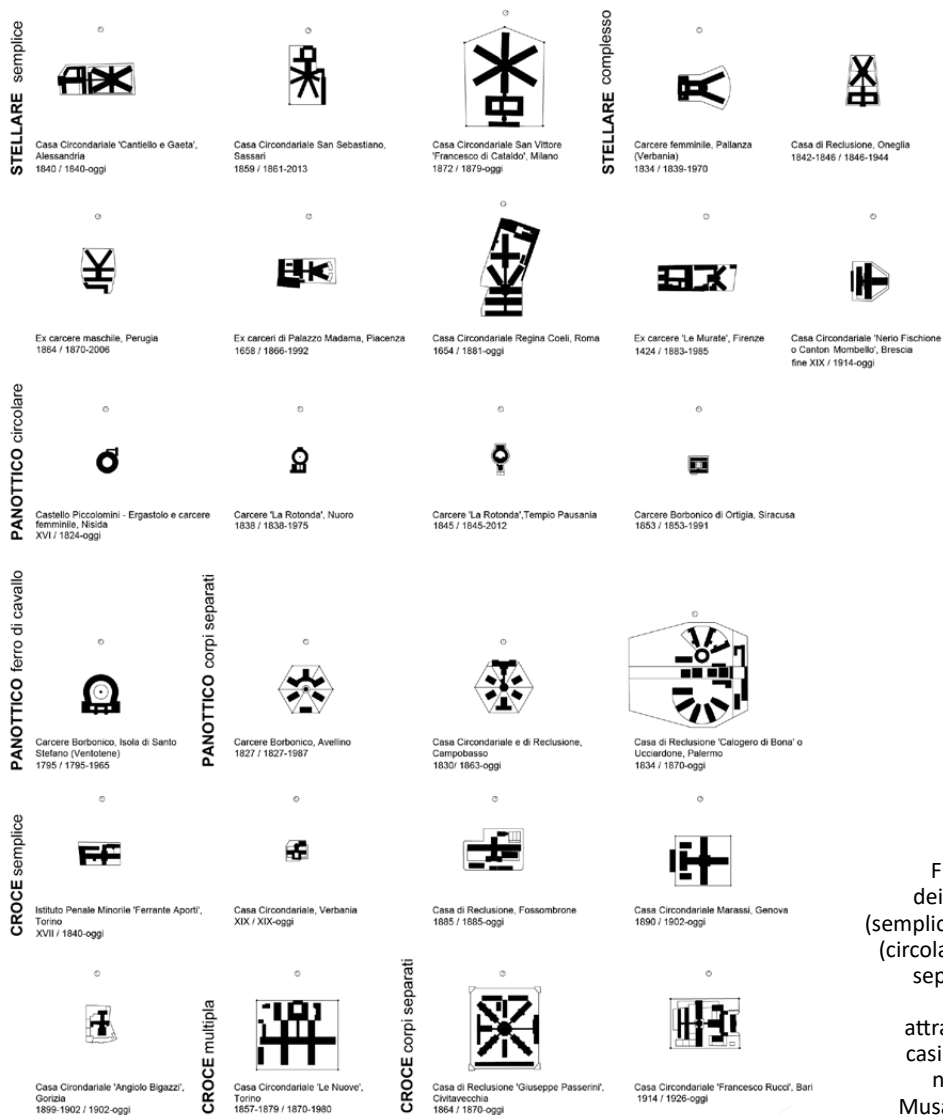 STELLARE semplice
Casa Circondariale 'Cantiello e Gaeta',
Alessandria
1840 / 1840-oggi
Casa Circondariale San Sebastiano,
Sassari
1859 / 1861-2013
Casa Circondariale San Vittore
'Francesco di Cataldo', Milano
1872 / 1879-oggi
STELLARE complesso
Carcere femminile, Pallanza
(Verbania)
1834 / 1839-1970
Casa di Reclusione, Oneglia
1842-1846 / 1846-1944
Ex carcere maschile, Perugia
1864 / 1870-2006
Ex carceri di Palazzo Madama, Piacenza
1658 / 1866-1992
Casa Circondariale Regina Coeli, Roma
1654 / 1881-oggi
Ex carcere 'Le Murate', Firenze
1424 / 1883-1985
Casa Circondariale 'Nerio Fischione
o Canton Mombello', Brescia
fine XIX / 1914-oggi
PANOTTICO circolare
Castello Piccolomini - Ergastolo e carcere
femminile, Nisida
XVI / 1824-oggi
Carcere 'La Rotonda', Nuoro
1838 / 1838-1975
Carcere 'La Rotonda',Tempio Pausania
1845 / 1845-2012
Carcere Borbonico di Ortigia, Siracusa
1853 / 1853-1991
PANOTTICO ferro di cavallo
Carcere Borbonico, Isola di Santo
Stefano (Ventotene)
1795 / 1795-1965
PANOTTICO corpi separati
Carcere Borbonico, Avellino
1827 / 1827-1987
Casa Circondariale e di Reclusione,
Campobasso
1830/ 1863-oggi
Casa di Reclusione 'Calogero di Bona' o
Ucciardone, Palermo
1834 / 1870-oggi
CROCE semplice
Istituto Penale Minorile 'Ferrante Aporti',
Torino
XVII / 1840-oggi
Casa Circondariale, Verbania
XIX / XIX-oggi
Casa di Reclusione, Fossombrone
1885 / 1885-oggi
Casa Circondariale Marassi, Genova
1890 / 1902-oggi
Casa Cirondariale 'Angiolo Bigazzi',
Gorizia
1899-1902 / 1902-oggi
CROCE multipla
Casa Circondariale 'Le Nuove',
Torino
1857-1879 / 1870-1980
CROCE corpi separati
Casa di Reclusione 'Giuseppe Passerini',
Civitavecchia
1864 / 1870-oggi
Casa Circondariale 'Francesco Rucci', Bari
1914 / 1926-oggi
F
dei
(semplic
(circola
sep
attra
casi
n
Musa